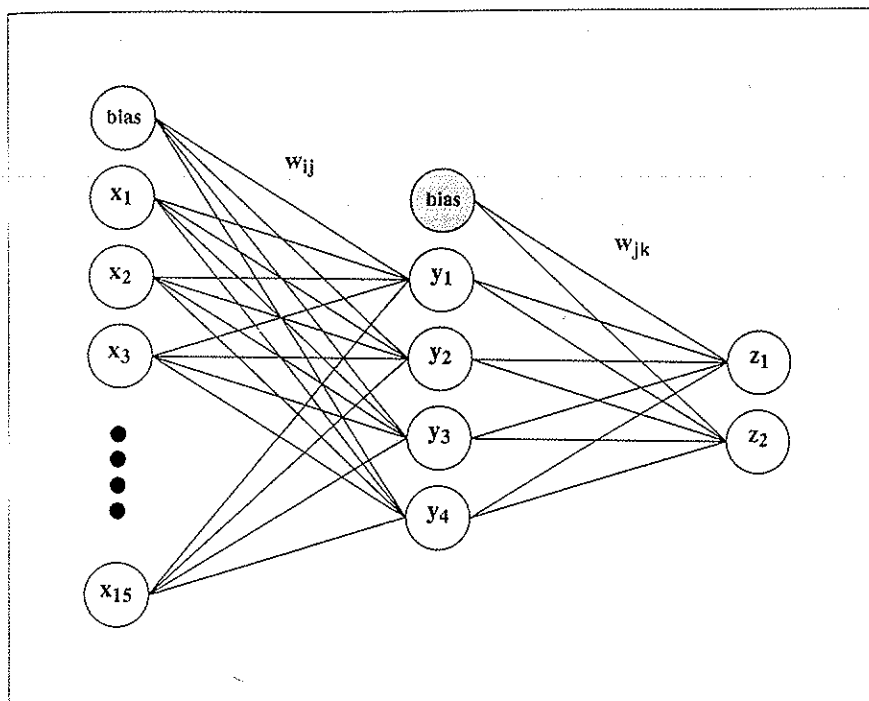 bias
w_ij
x_1
bias
x_2
y_1
w_jk
x_3
y_2
z_1
y_3
z_2
y_4
x_15